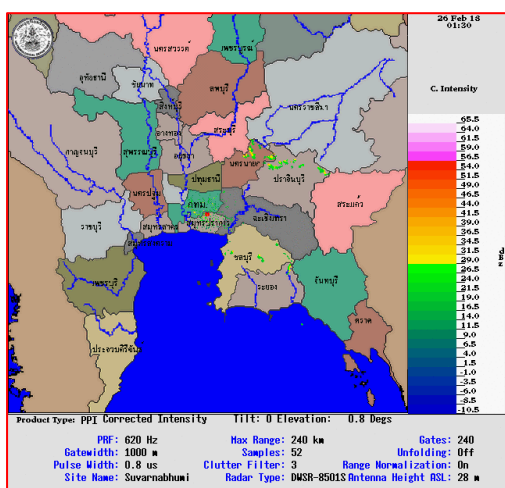 26 Feb 18
01:30
C. Intensity
นครสวรรค์
เพชรบูรณ์
อุทัยธานี
ชัยนาท
ลพบุรี
สิงห์บุรี
นครราชสีมา
อ่างทอง
สระบุรี
กาญจนบุรี
สุพรรณบุรี
อยุธยา
นครนายก
ปราจีนบุรี
ปทุมธานี
นครปฐม
กทม.
สระแก้ว
ฉะเชิงเทรา
ราชบุรี
สมุทรสาคร
สมุทรปราการ
สมุทรสงคราม
ชลบุรี
เพชรบุรี
ระยอง
จันทบุรี
ตราด
ประจวบคีรีขันธ์
65.5
64.0
61.5
59.0
56.5
54.0
51.5
49.0
46.5
44.0
41.5
39.0
36.5
34.0
31.5
29.0
26.5
24.0
21.5
19.0
16.5
14.0
11.5
9.0
6.5
4.0
1.5
-1.0
-3.5
-6.0
-8.5
-10.5
Product Type: PPI Corrected Intensity Tilt: 0 Elevation: 0.8 Degs
PRF: 620 Hz Max Range: 240 km Gates: 240
Gatewidth: 1000 m Samples: 52 Unfolding: Off
Pulse Width: 0.8 us Clutter Filter: 3 Range Normalization: On
Site Name: Suvarnabhumi Radar Type: DWSR-8501S Antenna Height ASL: 28 m